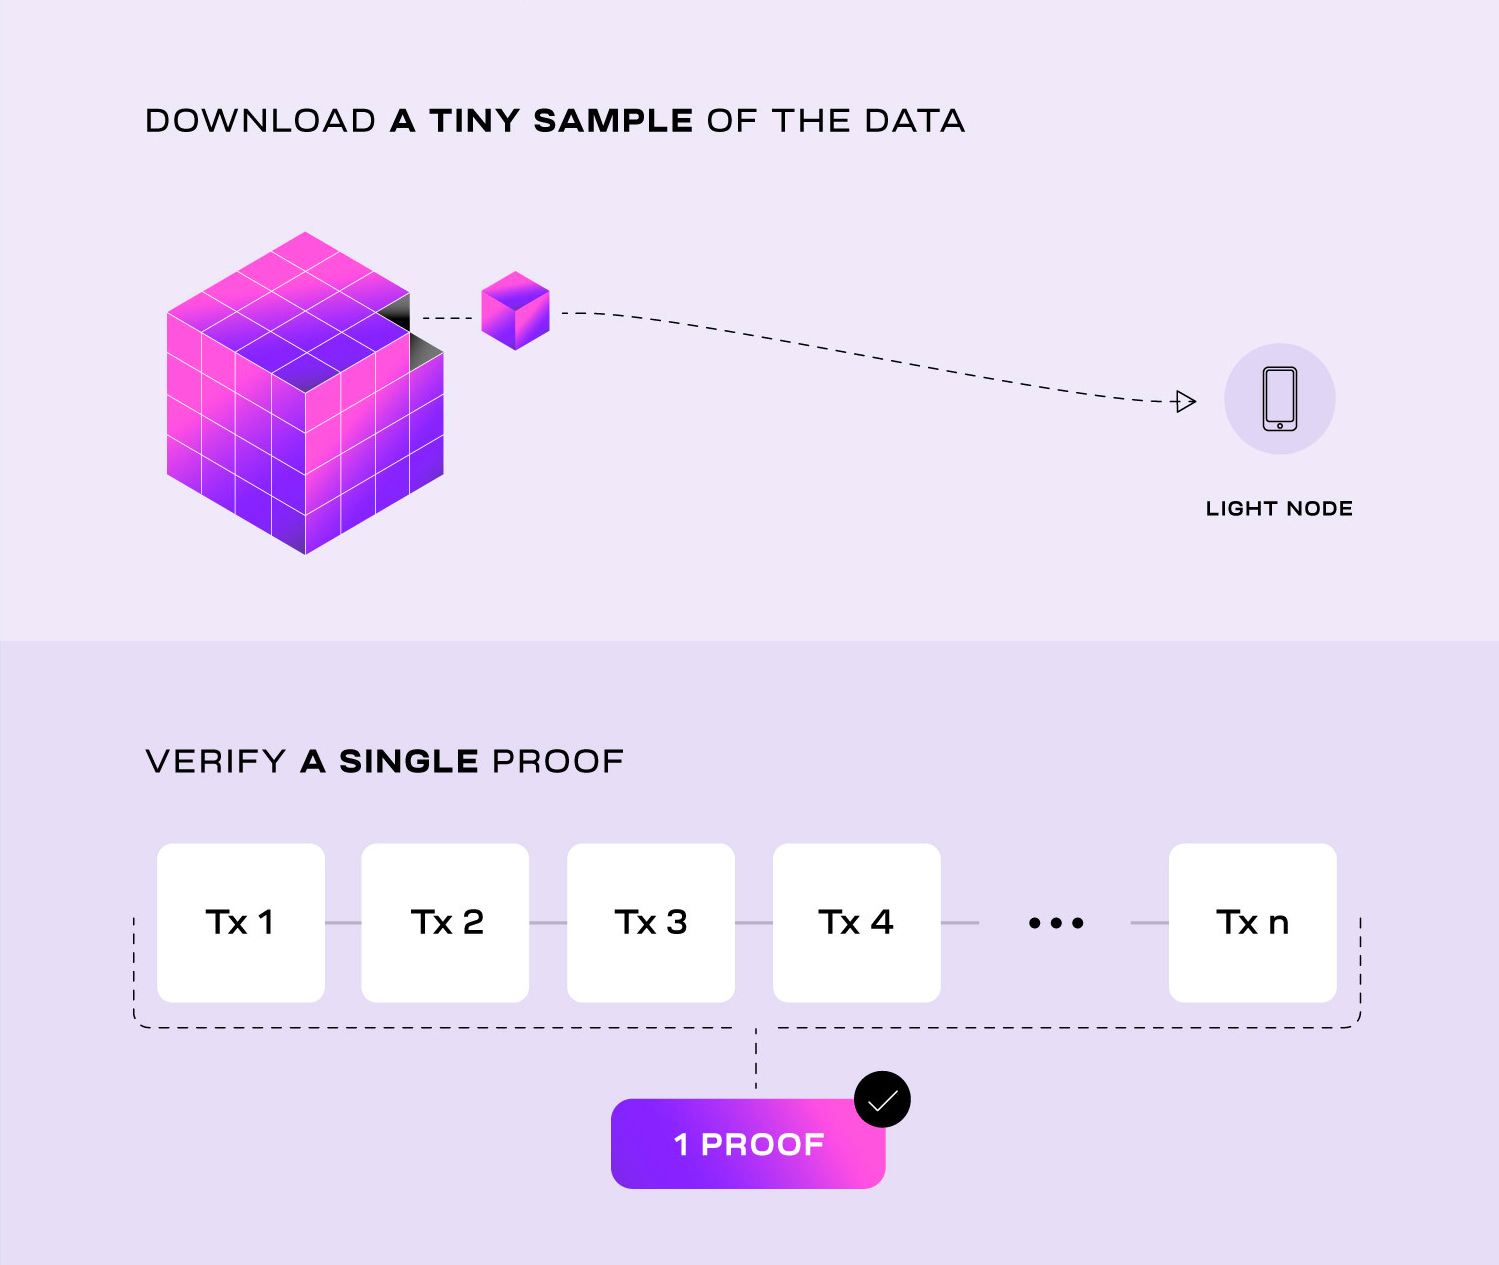 DOWNLOAD A TINY SAMPLE OF THE DATA
LIGHT NODE
VERIFY A SINGLE PROOF
Tx 1
Tx 2
Tx 3
Tx 4
•••
Tx n
1 PROOF